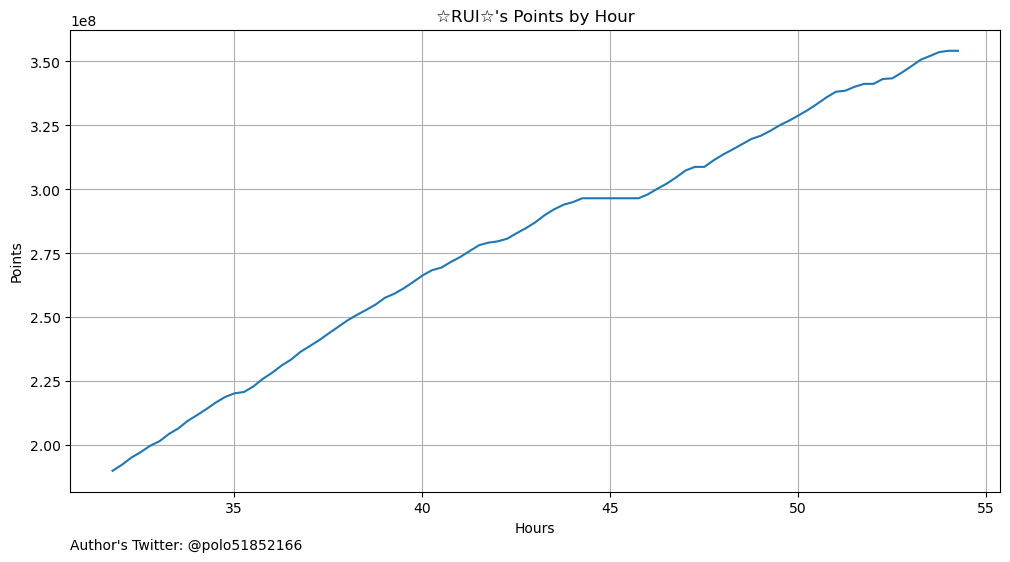 ☆RUI☆'s Points by Hour
1e8
3.50
3.25
3.00
2.75
2.50
2.25
2.00
Points
35
40
45
50
55
Hours
Author's Twitter: @polo51852166